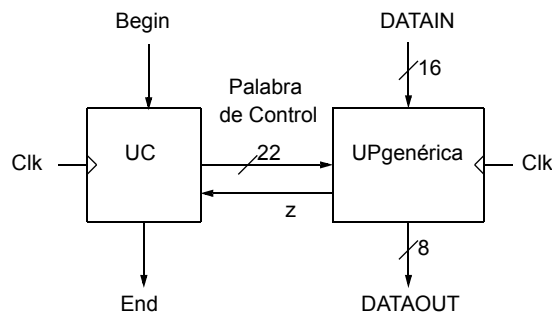 Begin
DATAIN
16
Palabra
de Control
Clk
UC
22
UPgenérica
Clk
z
8
End
DATAOUT